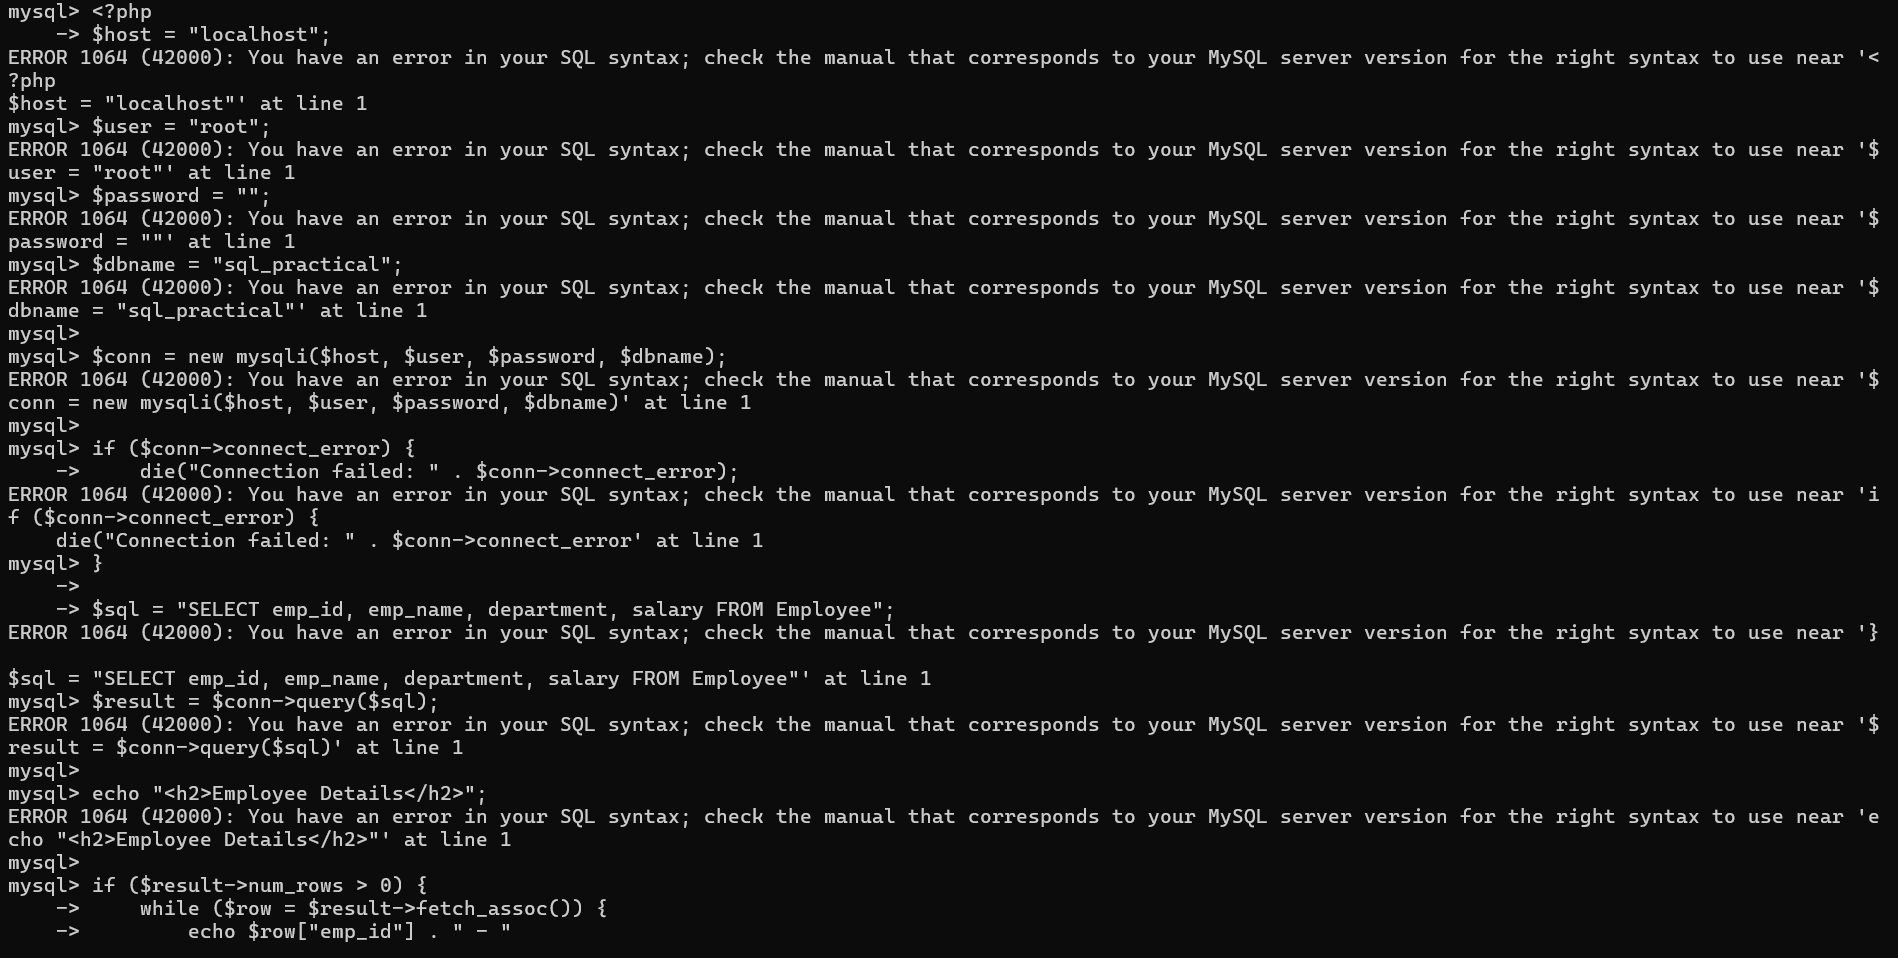 mysql> <?php
    -> $host = "localhost";
ERROR 1064 (42000): You have an error in your SQL syntax; check the manual that corresponds to your MySQL server version for the right syntax to use near '<
?php
$host = "localhost"' at line 1
mysql> $user = "root";
ERROR 1064 (42000): You have an error in your SQL syntax; check the manual that corresponds to your MySQL server version for the right syntax to use near '$
user = "root"' at line 1
mysql> $password = "";
ERROR 1064 (42000): You have an error in your SQL syntax; check the manual that corresponds to your MySQL server version for the right syntax to use near '$
password = ""' at line 1
mysql> $dbname = "sql_practical";
ERROR 1064 (42000): You have an error in your SQL syntax; check the manual that corresponds to your MySQL server version for the right syntax to use near '$
dbname = "sql_practical"' at line 1
mysql>
mysql> $conn = new mysqli($host, $user, $password, $dbname);
ERROR 1064 (42000): You have an error in your SQL syntax; check the manual that corresponds to your MySQL server version for the right syntax to use near '$
conn = new mysqli($host, $user, $password, $dbname)' at line 1
mysql>
mysql> if ($conn->connect_error) {
    ->     die("Connection failed: " . $conn->connect_error);
ERROR 1064 (42000): You have an error in your SQL syntax; check the manual that corresponds to your MySQL server version for the right syntax to use near 'i
f ($conn->connect_error) {
    die("Connection failed: " . $conn->connect_error' at line 1
mysql> }
    ->
    -> $sql = "SELECT emp_id, emp_name, department, salary FROM Employee";
ERROR 1064 (42000): You have an error in your SQL syntax; check the manual that corresponds to your MySQL server version for the right syntax to use near '}

$sql = "SELECT emp_id, emp_name, department, salary FROM Employee"' at line 1
mysql> $result = $conn->query($sql);
ERROR 1064 (42000): You have an error in your SQL syntax; check the manual that corresponds to your MySQL server version for the right syntax to use near '$
result = $conn->query($sql)' at line 1
mysql>
mysql> echo "<h2>Employee Details</h2>";
ERROR 1064 (42000): You have an error in your SQL syntax; check the manual that corresponds to your MySQL server version for the right syntax to use near 'e
cho "<h2>Employee Details</h2>"' at line 1
mysql>
mysql> if ($result->num_rows > 0) {
    ->     while ($row = $result->fetch_assoc()) {
    ->         echo $row["emp_id"] . " - "